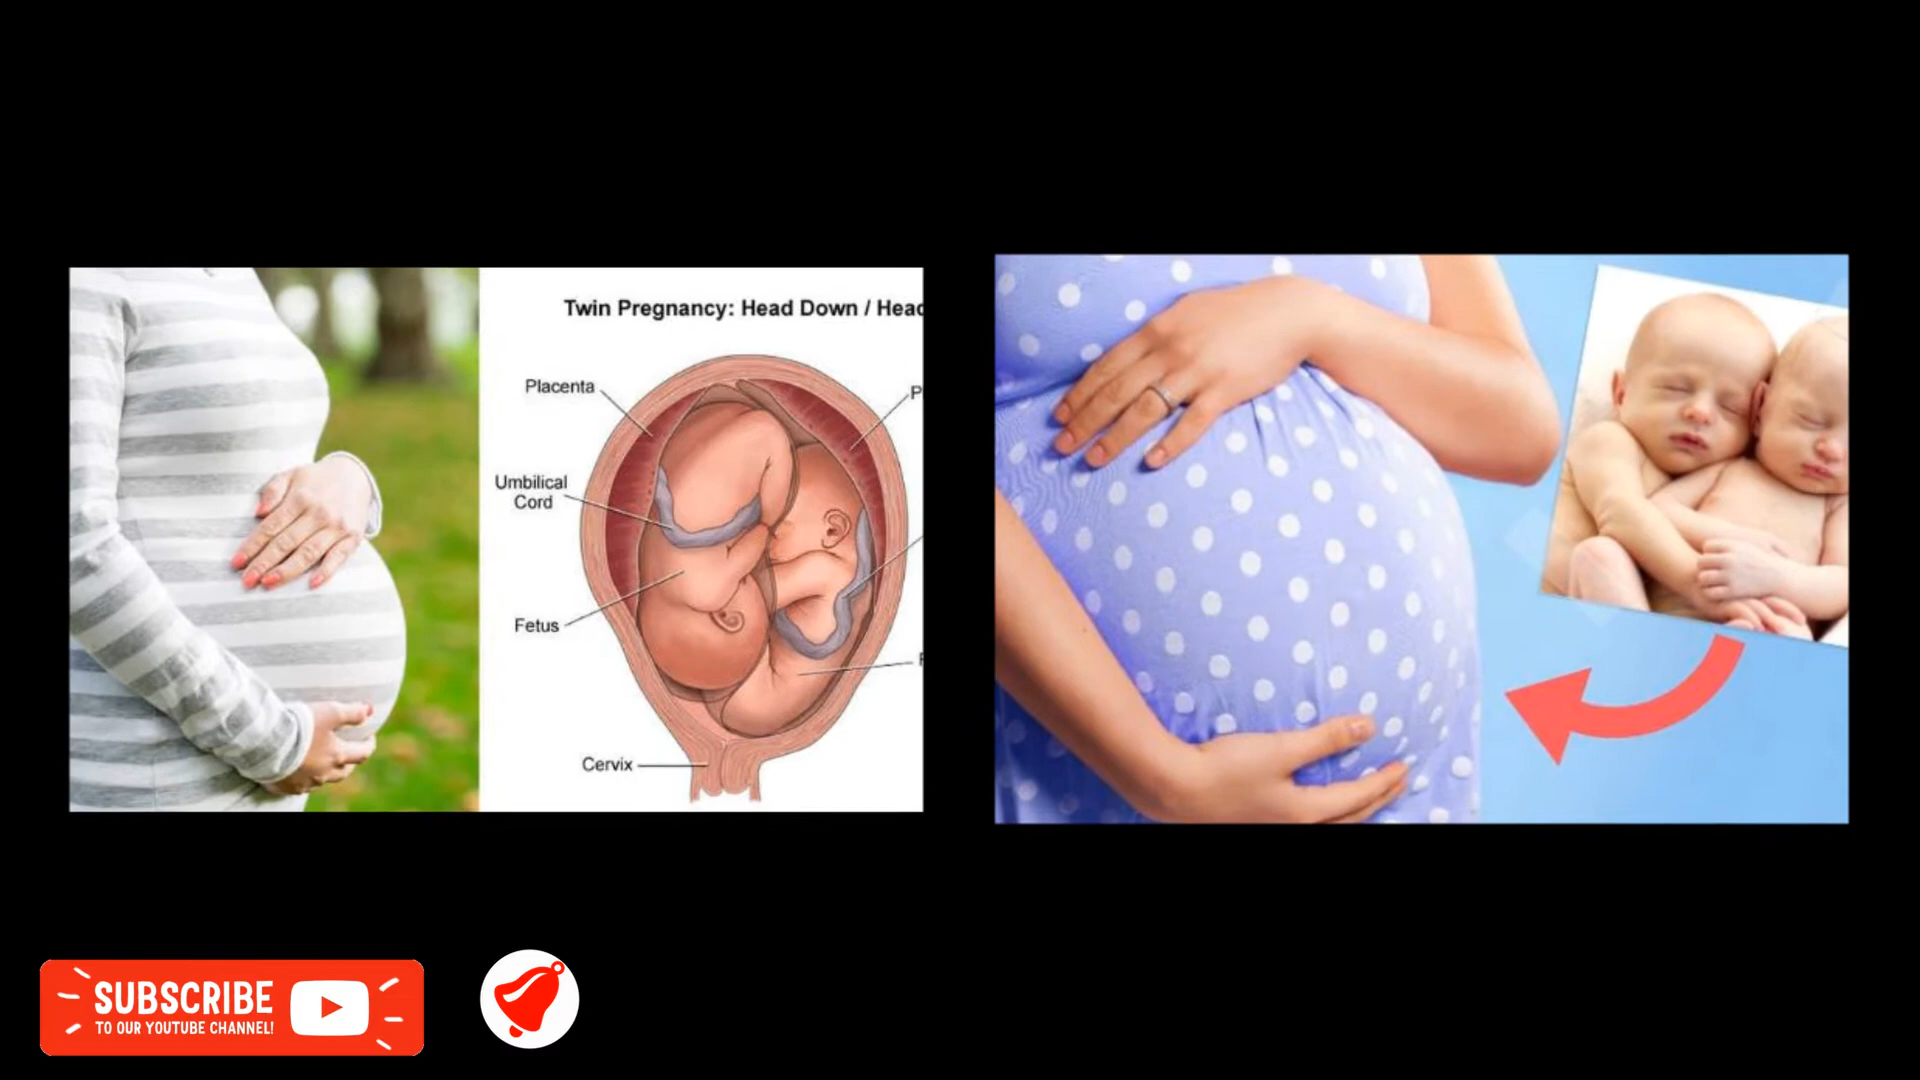 Twin Pregnancy: Head Down / Head
Placenta
P
Umbilical
Cord
Fetus
Cervix
SUBSCRIBE
TO OUR YOUTUBE CHANNEL!